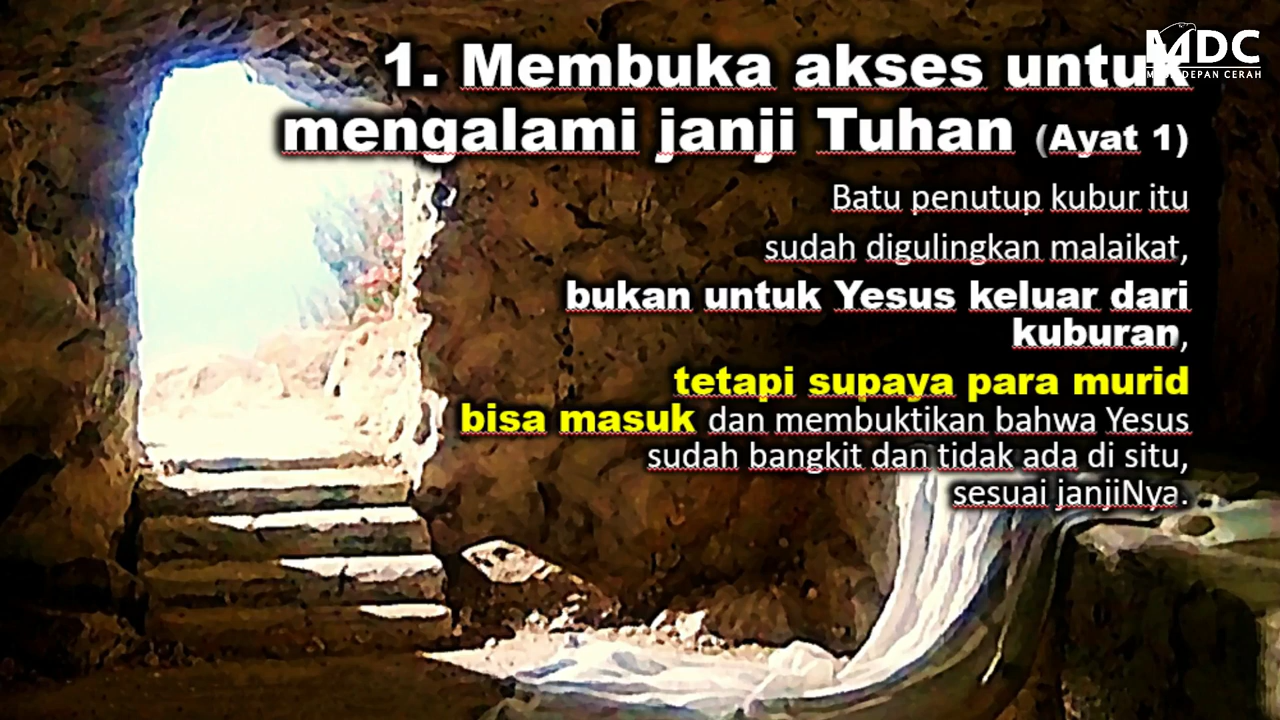 MDC
1. Membuka akses untuk
mengalami janji Tuhan (Ayat 1)
Batu penutup kubur itu
sudah digulingkan malaikat,
bukan untuk Yesus keluar dari
kuburan,
tetapi supaya para murid
bisa masuk dan membuktikan bahwa Yesus
sudah bangkit dan tidak ada di situ,
sesuai janjiNya.